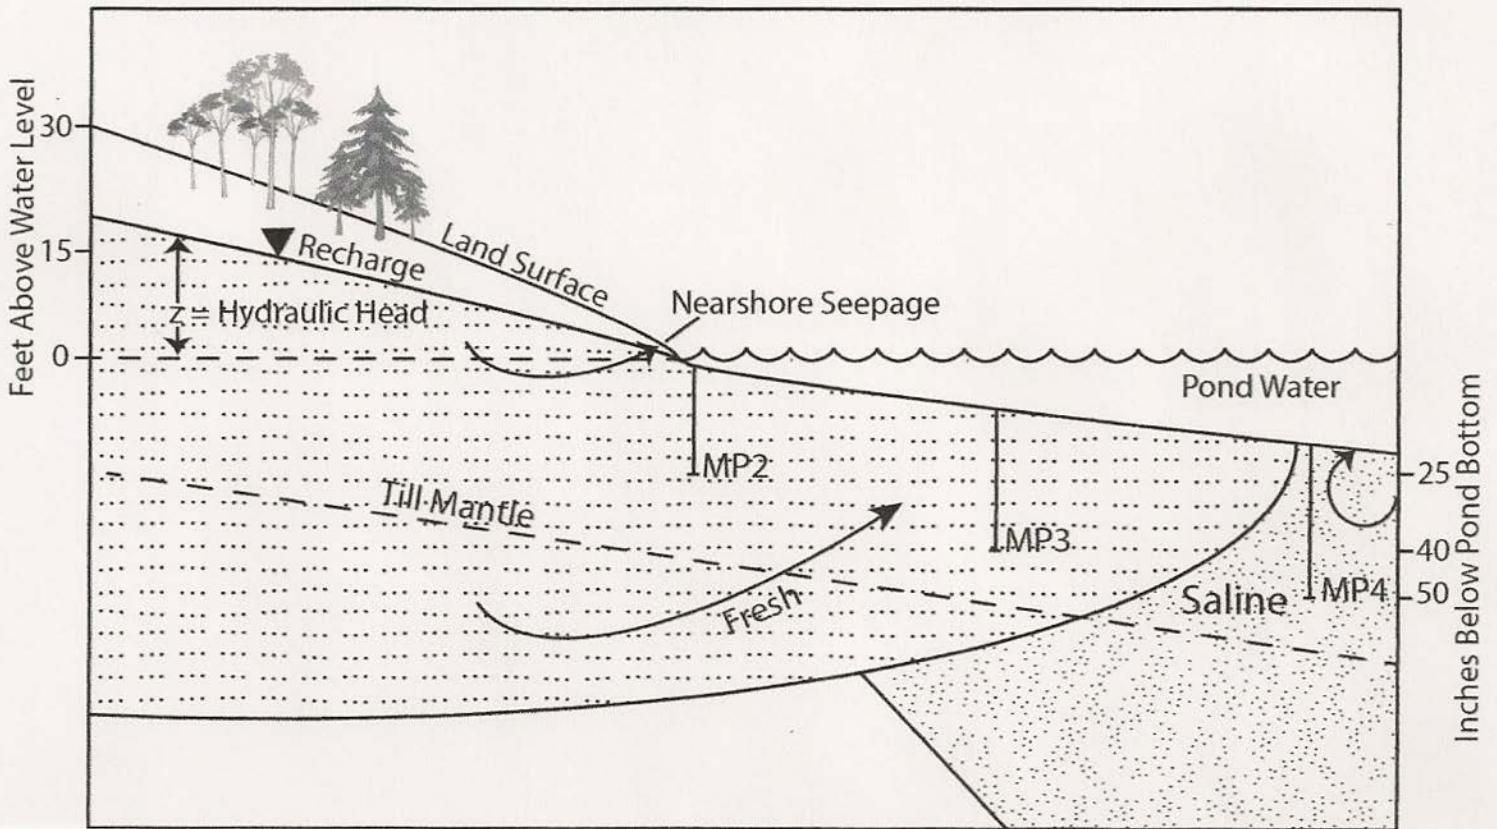 Feet Above Water Level
30
15
0
Recharge
Land Surface
z = Hydraulic Head
Nearshore Seepage
Pond Water
MP2
Till Mantle
MP3
Fresh
Saline
MP4
25
40
50
Inches Below Pond Bottom